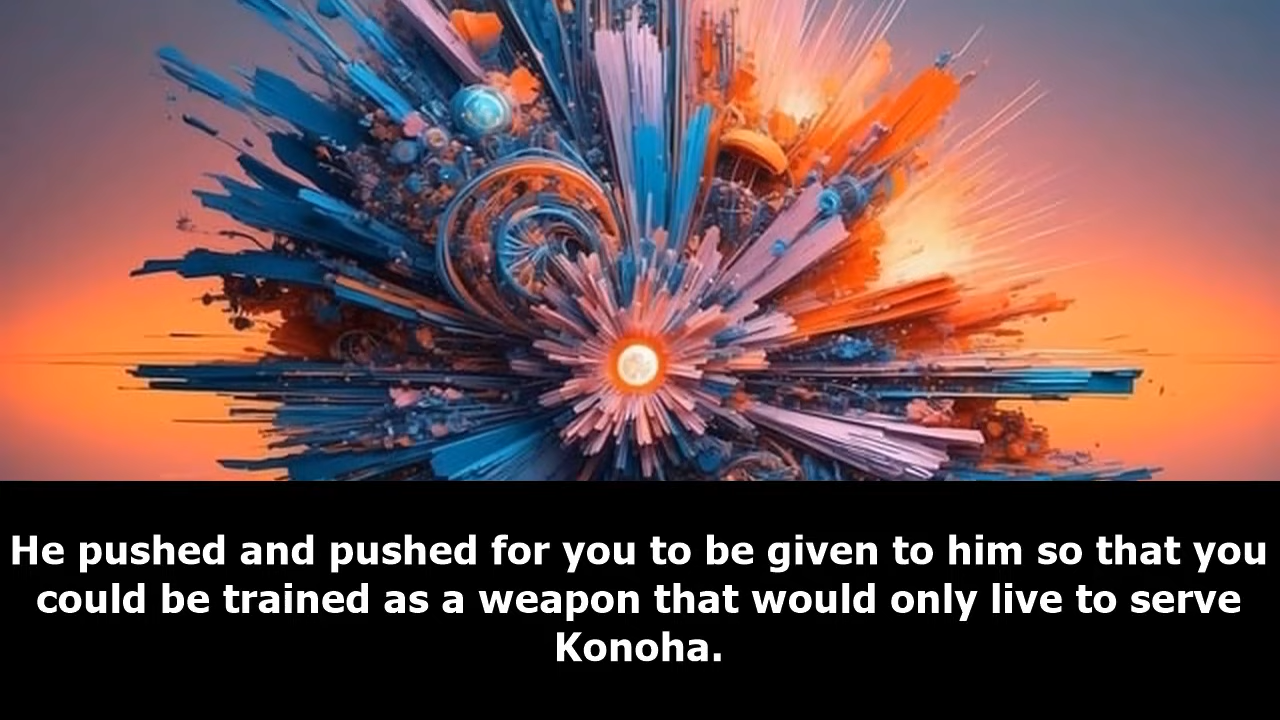 He pushed and pushed for you to be given to him so that you
could be trained as a weapon that would only live to serve
Konoha.